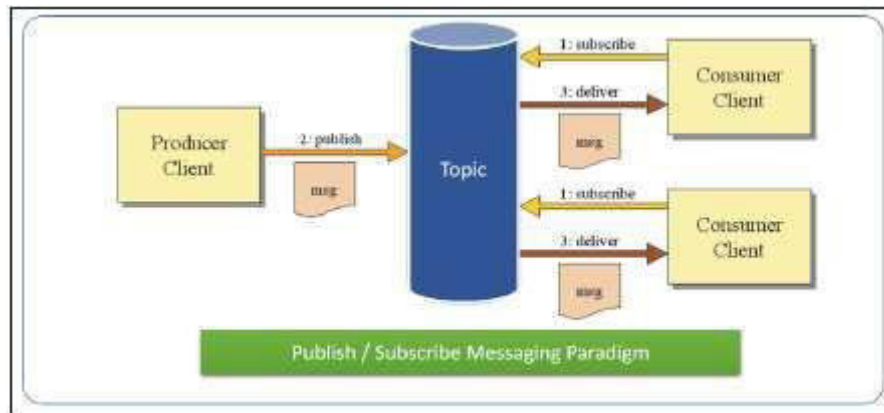 1: subscribe
Consumer
Client
3: deliver
msg
Producer
Client
2: publish
msg
Topic
1: subscribe
Consumer
Client
3: deliver
msg
Publish / Subscribe Messaging Paradigm